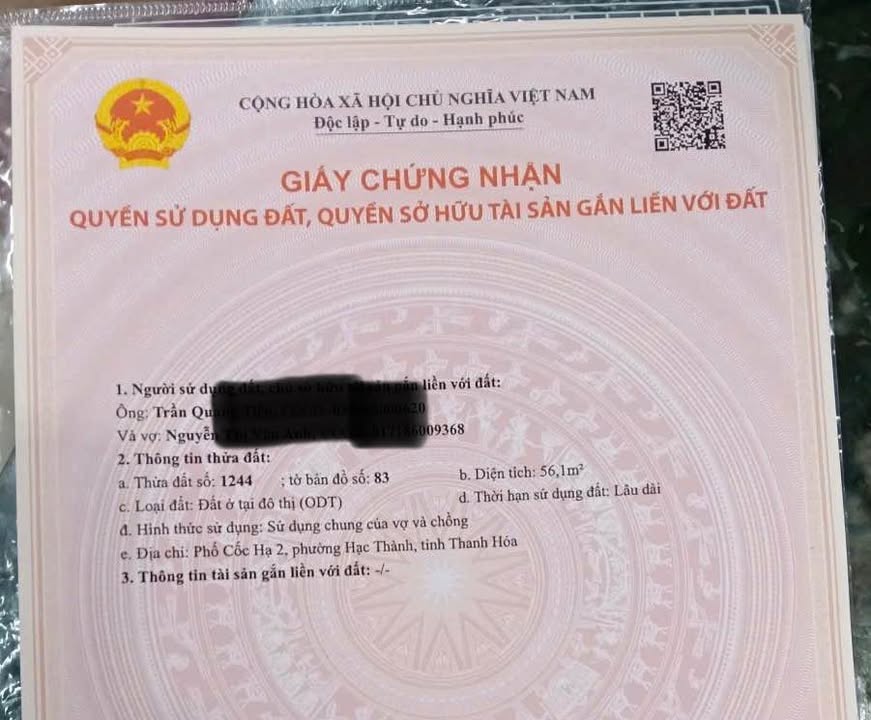 CỘNG HÒA XÃ HỘI CHỦ NGHĨA VIỆT NAM
Độc lập - Tự do - Hạnh phúc
GIẤY CHỨNG NHẬN
QUYỀN SỬ DỤNG ĐẤT, QUYỀN SỞ HỮU TÀI SẢN GẮN LIỀN VỚI ĐẤT
1. Người sử dụng gắn liền với đất:
Ông: Trần
Và vợ: Nguyễn
2. Thông tin thửa đất:
a. Thửa đất số: 1244 ; tờ bản đồ số: 83 b. Diện tích: 56,1m²
c. Loại đất: Đất ở tại đô thị (ODT) d. Thời hạn sử dụng đất: Lâu dài
đ. Hình thức sử dụng: Sử dụng chung của vợ và chồng
e. Địa chỉ: Phố Cốc Hạ 2, phường Hạc Thành, tỉnh Thanh Hóa
3. Thông tin tài sản gắn liền với đất: -/-